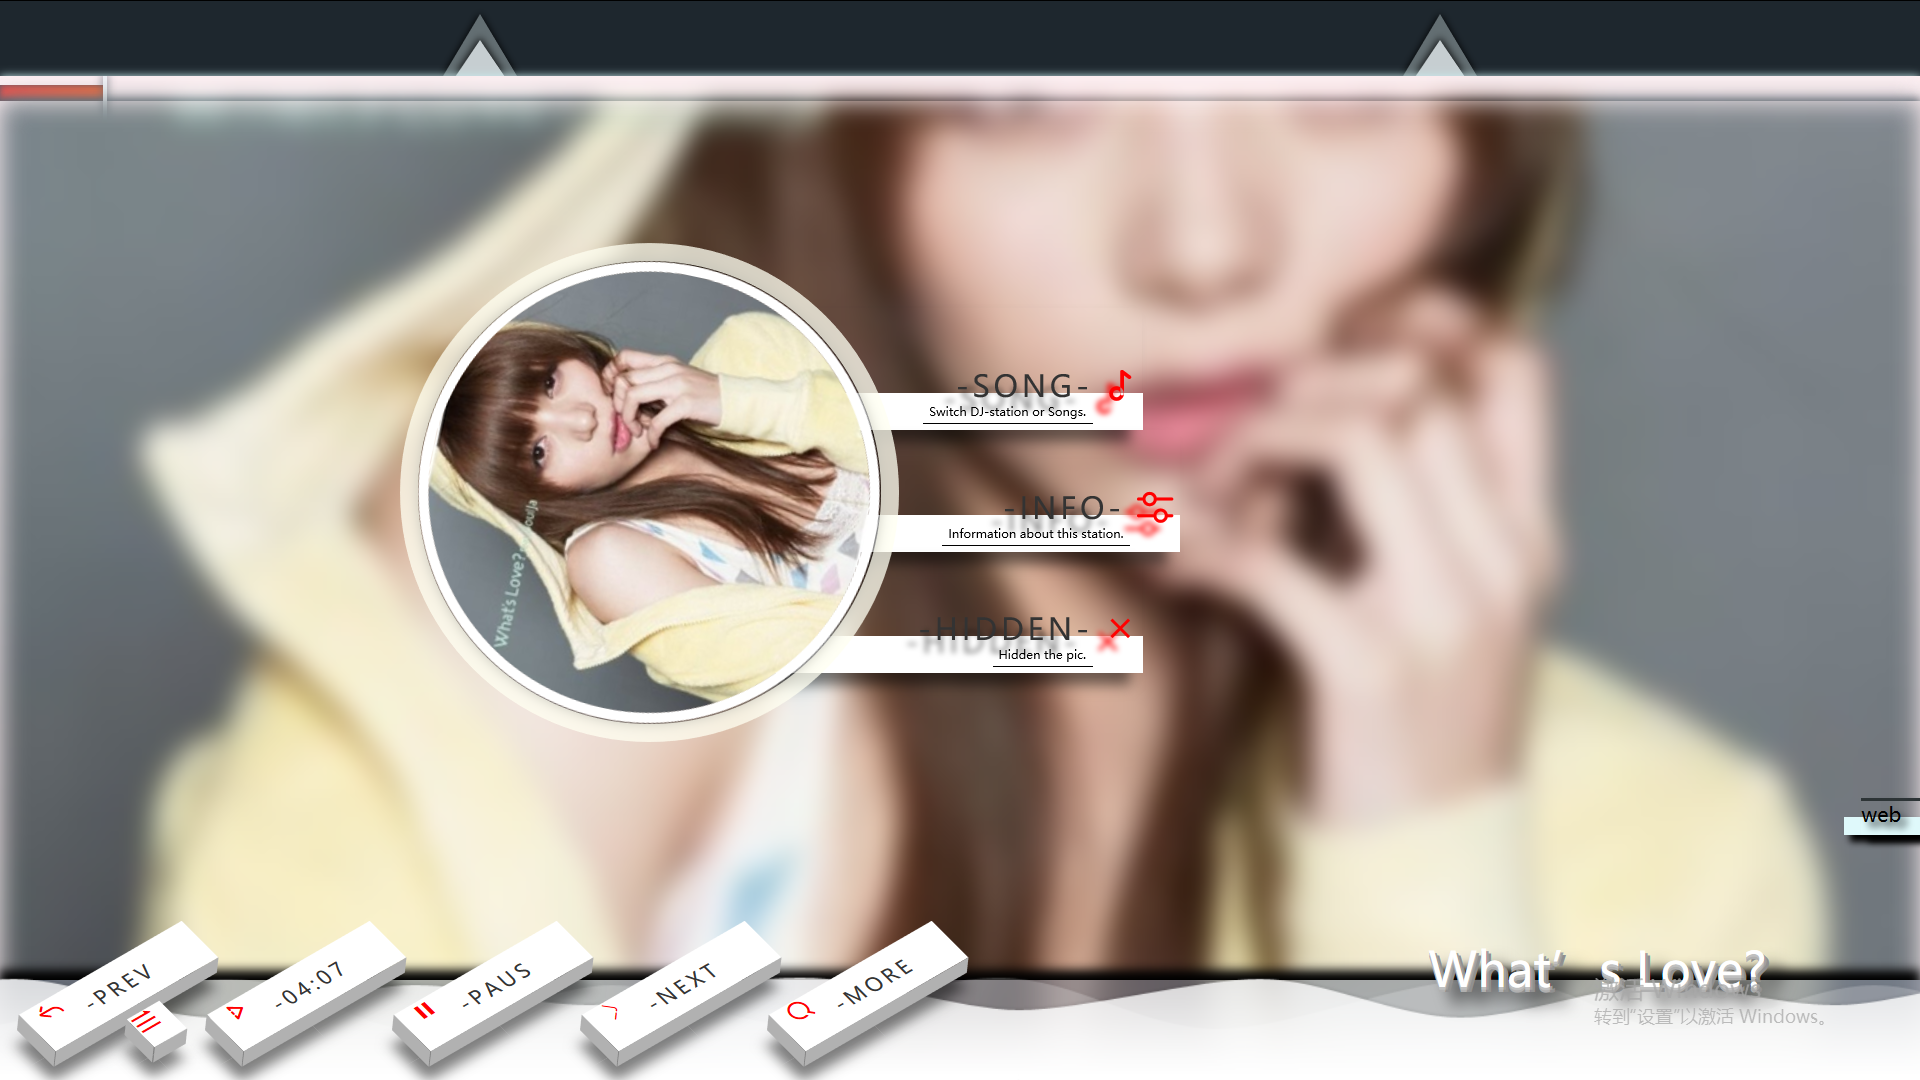 -SONG-
Switch DJ-station or Songs.
-INFO-
Information about this station.
-HIDDEN-
Hidden the pic.
What's Love?
web
-PREV
-04:07
-PAUS
-NEXT
-MORE
What’s Love?
激活 Windows
转到"设置"以激活 Windows。